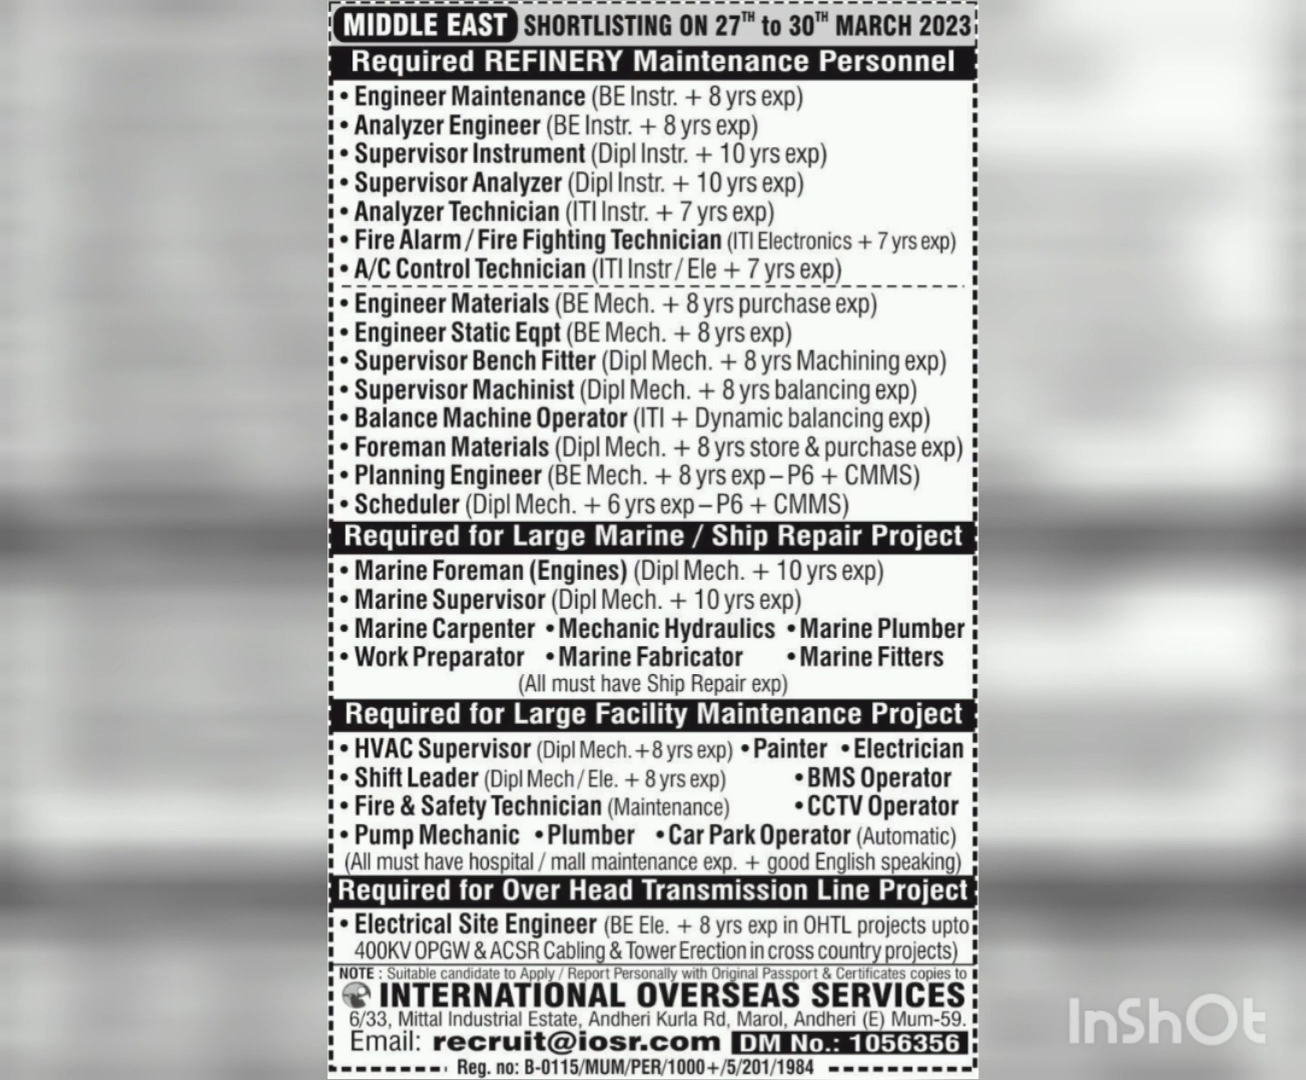 MIDDLE EAST SHORTLISTING ON 27TH to 30TH MARCH 2023
Required REFINERY Maintenance Personnel
• Engineer Maintenance (BE Instr. + 8 yrs exp)
• Analyzer Engineer (BE Instr. + 8 yrs exp)
• Supervisor Instrument (Dipl Instr. + 10 yrs exp)
• Supervisor Analyzer (Dipl Instr. + 10 yrs exp)
• Analyzer Technician (ITI Instr. + 7 yrs exp)
• Fire Alarm / Fire Fighting Technician (ITI Electronics + 7 yrs exp)
• A/C Control Technician (ITI Instr / Ele + 7 yrs exp)
• Engineer Materials (BE Mech. + 8 yrs purchase exp)
• Engineer Static Eqpt (BE Mech. + 8 yrs exp)
• Supervisor Bench Fitter (Dipl Mech. + 8 yrs Machining exp)
• Supervisor Machinist (Dipl Mech. + 8 yrs balancing exp)
• Balance Machine Operator (ITI + Dynamic balancing exp)
• Foreman Materials (Dipl Mech. + 8 yrs store & purchase exp)
• Planning Engineer (BE Mech. + 8 yrs exp – P6 + CMMS)
• Scheduler (Dipl Mech. + 6 yrs exp – P6 + CMMS)
Required for Large Marine / Ship Repair Project
• Marine Foreman (Engines) (Dipl Mech. + 10 yrs exp)
• Marine Supervisor (Dipl Mech. + 10 yrs exp)
• Marine Carpenter • Mechanic Hydraulics • Marine Plumber
• Work Preparator • Marine Fabricator • Marine Fitters
(All must have Ship Repair exp)
Required for Large Facility Maintenance Project
• HVAC Supervisor (Dipl Mech. + 8 yrs exp) • Painter • Electrician
• Shift Leader (Dipl Mech / Ele. + 8 yrs exp) • BMS Operator
• Fire & Safety Technician (Maintenance) • CCTV Operator
• Pump Mechanic • Plumber • Car Park Operator (Automatic)
(All must have hospital / mall maintenance exp. + good English speaking)
Required for Over Head Transmission Line Project
• Electrical Site Engineer (BE Ele. + 8 yrs exp in OHTL projects upto
400KV OPGW & ACSR Cabling & Tower Erection in cross country projects)
NOTE : Suitable candidate to Apply / Report Personally with Original Passport & Certificates copies to
INTERNATIONAL OVERSEAS SERVICES
6/33, Mittal Industrial Estate, Andheri Kurla Rd, Marol, Andheri (E) Mum-59.
Email: recruit@iosr.com DM No.: 1056356
Reg. no: B-0115/MUM/PER/1000+/5/201/1984
InShOt